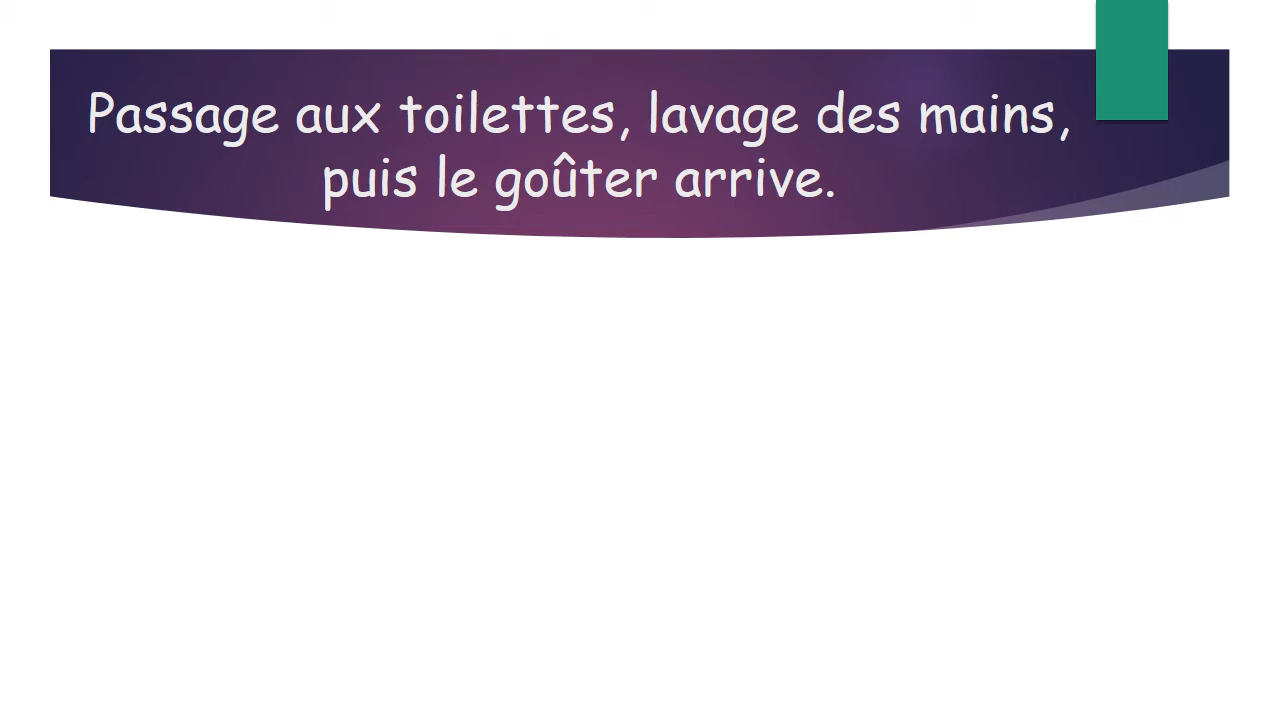 Passage aux toilettes, lavage des mains,
puis le goûter arrive.